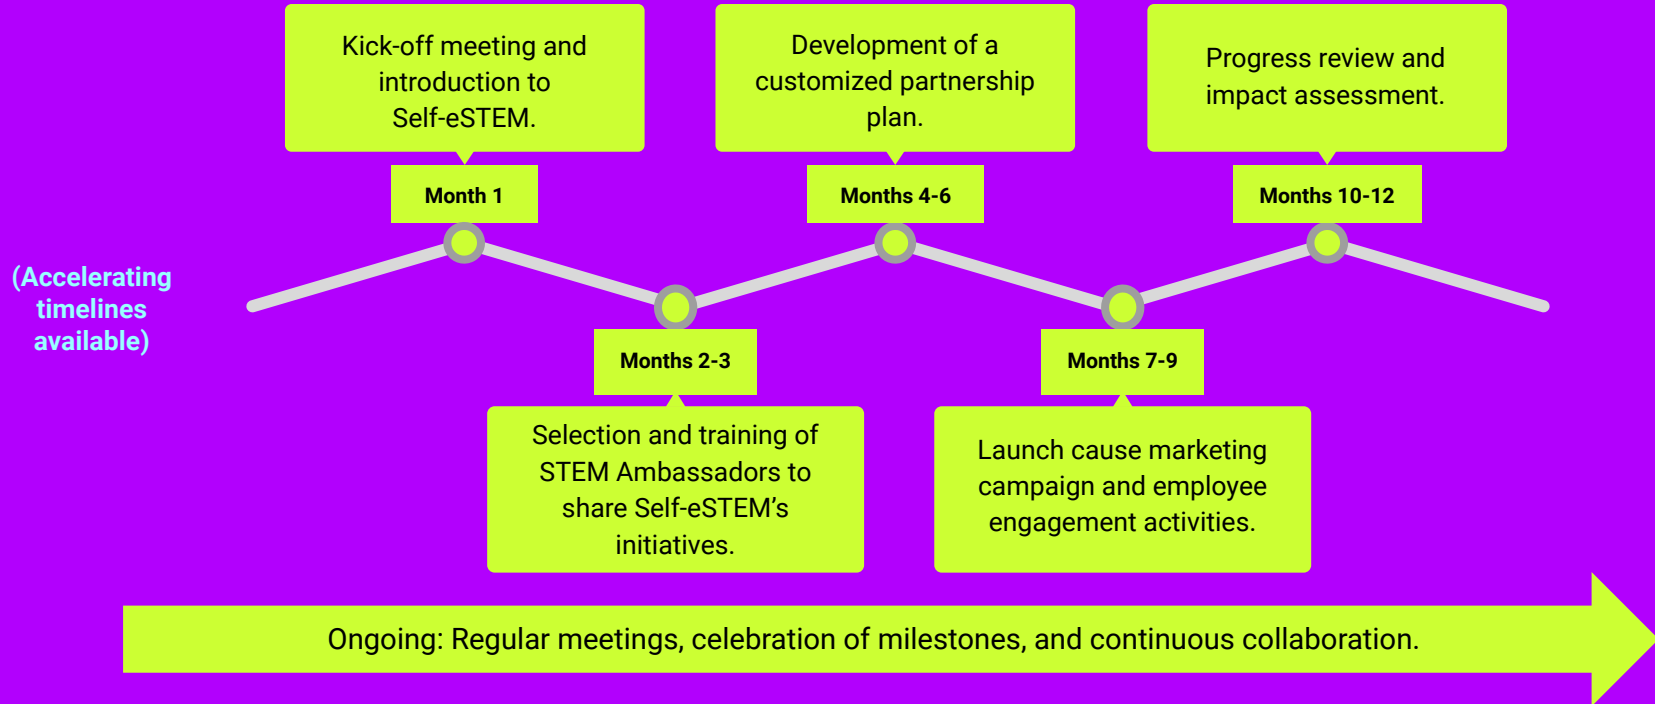 Kick-off meeting and
introduction to
Self-eSTEM.
Month 1
Development of a
customized partnership
plan.
Months 4-6
Progress review and
impact assessment.
Months 10-12
(Accelerating
timelines
available)
Months 2-3
Selection and training of
STEM Ambassadors to
share Self-eSTEM’s
initiatives.
Months 7-9
Launch cause marketing
campaign and employee
engagement activities.
Ongoing: Regular meetings, celebration of milestones, and continuous collaboration.